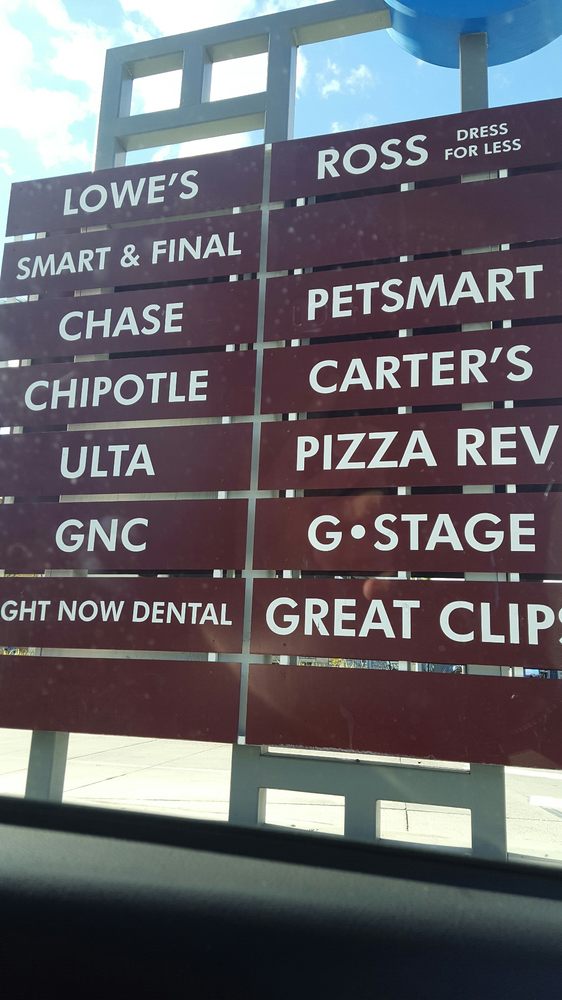 LOWE'S
SMART & FINAL
CHASE
CHIPOTLE
ULTA
GNC
GHT NOW DENTAL
ROSS DRESS
FOR LESS
PETSMART
CARTER'S
PIZZA REV
G•STAGE
GREAT CLIPS